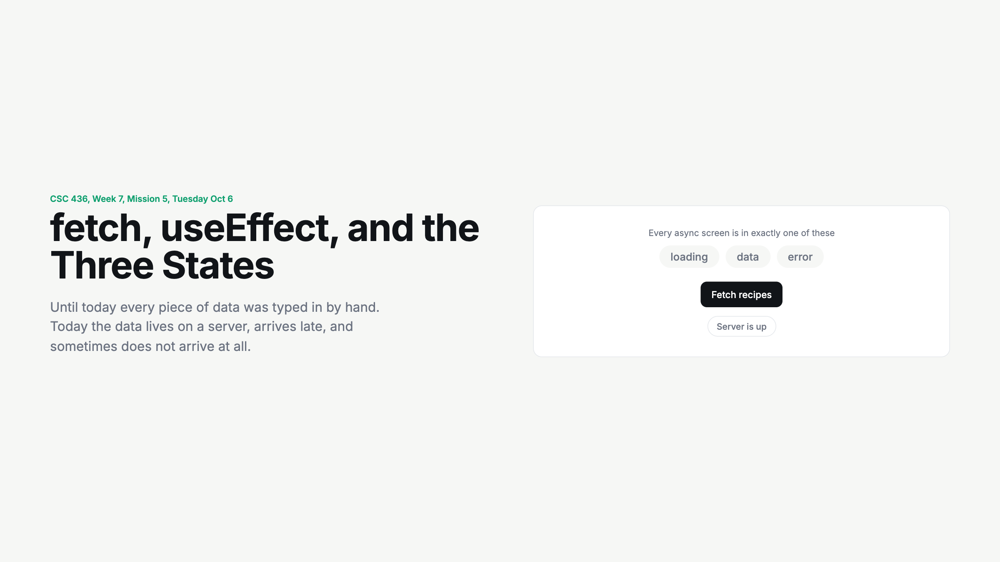 CSC 436, Week 7, Mission 5, Tuesday Oct 6
fetch, useEffect, and the
Three States
Until today every piece of data was typed in by hand.
Today the data lives on a server, arrives late, and
sometimes does not arrive at all.
Every async screen is in exactly one of these
loading data error
Fetch recipes
Server is up